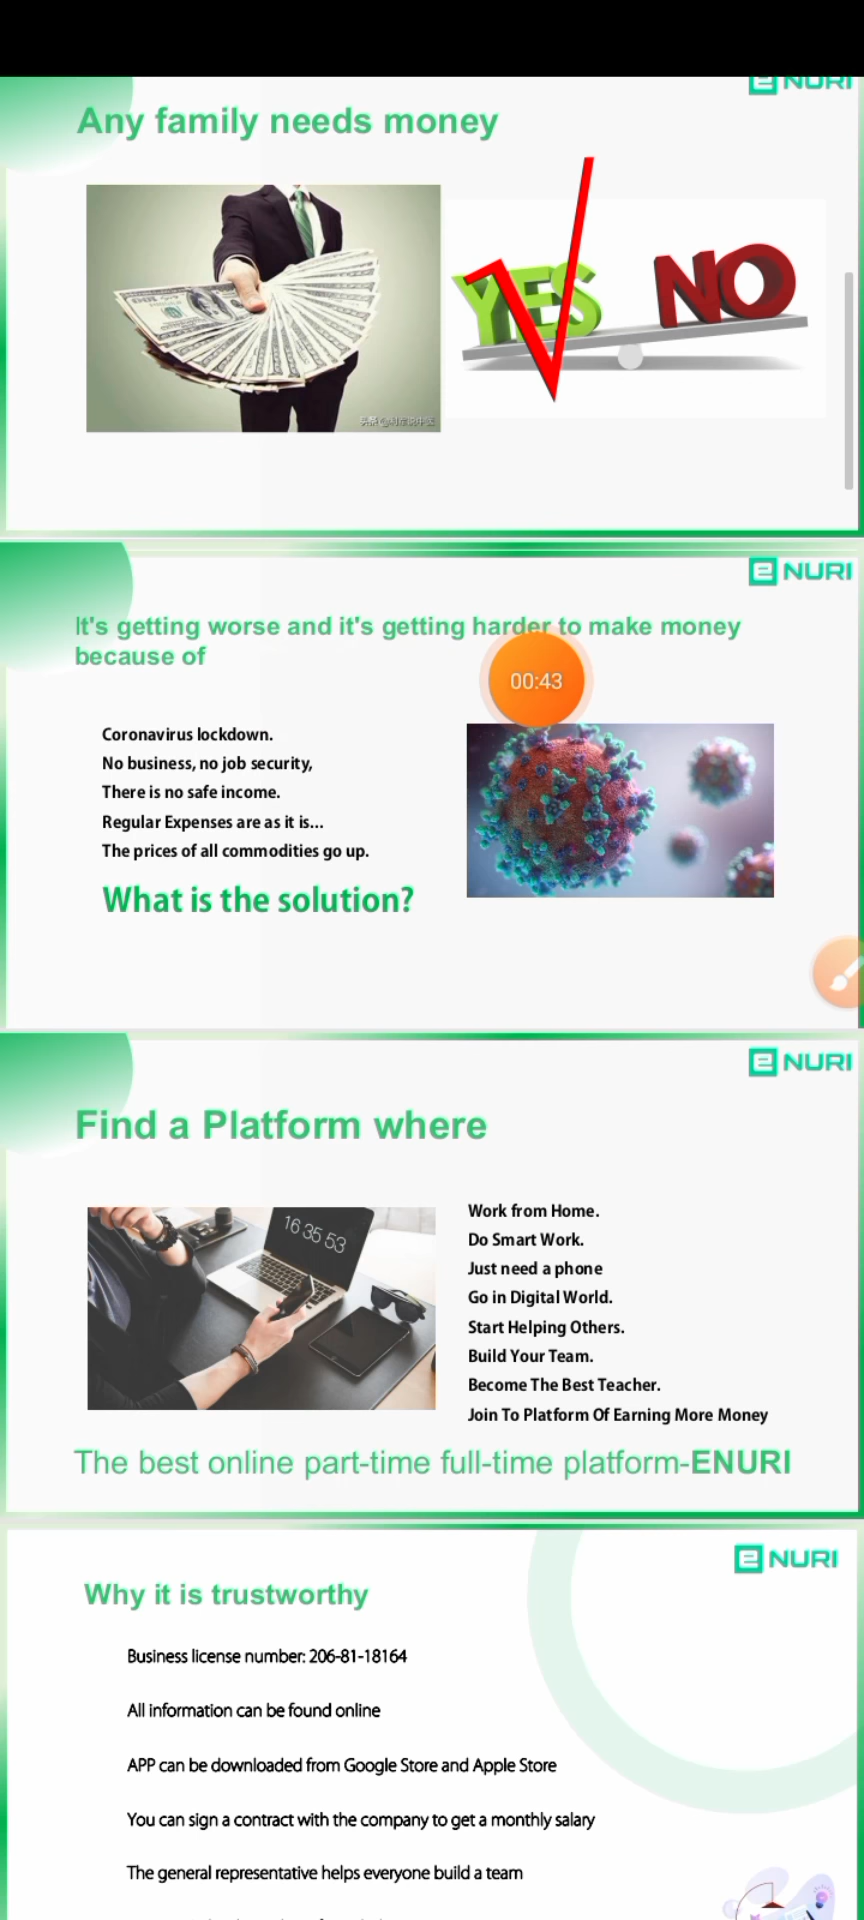 ENURI
Any family needs money
YES NO
ENURI
It's getting worse and it's getting harder to make money
because of
00:43
Coronavirus lockdown.
No business, no job security,
There is no safe income.
Regular Expenses are as it is...
The prices of all commodities go up.
What is the solution?
ENURI
Find a Platform where
16 35 53
Work from Home.
Do Smart Work.
Just need a phone
Go in Digital World.
Start Helping Others.
Build Your Team.
Become The Best Teacher.
Join To Platform Of Earning More Money
The best online part-time full-time platform-ENURI
ENURI
Why it is trustworthy
Business license number: 206-81-18164
All information can be found online
APP can be downloaded from Google Store and Apple Store
You can sign a contract with the company to get a monthly salary
The general representative helps everyone build a team